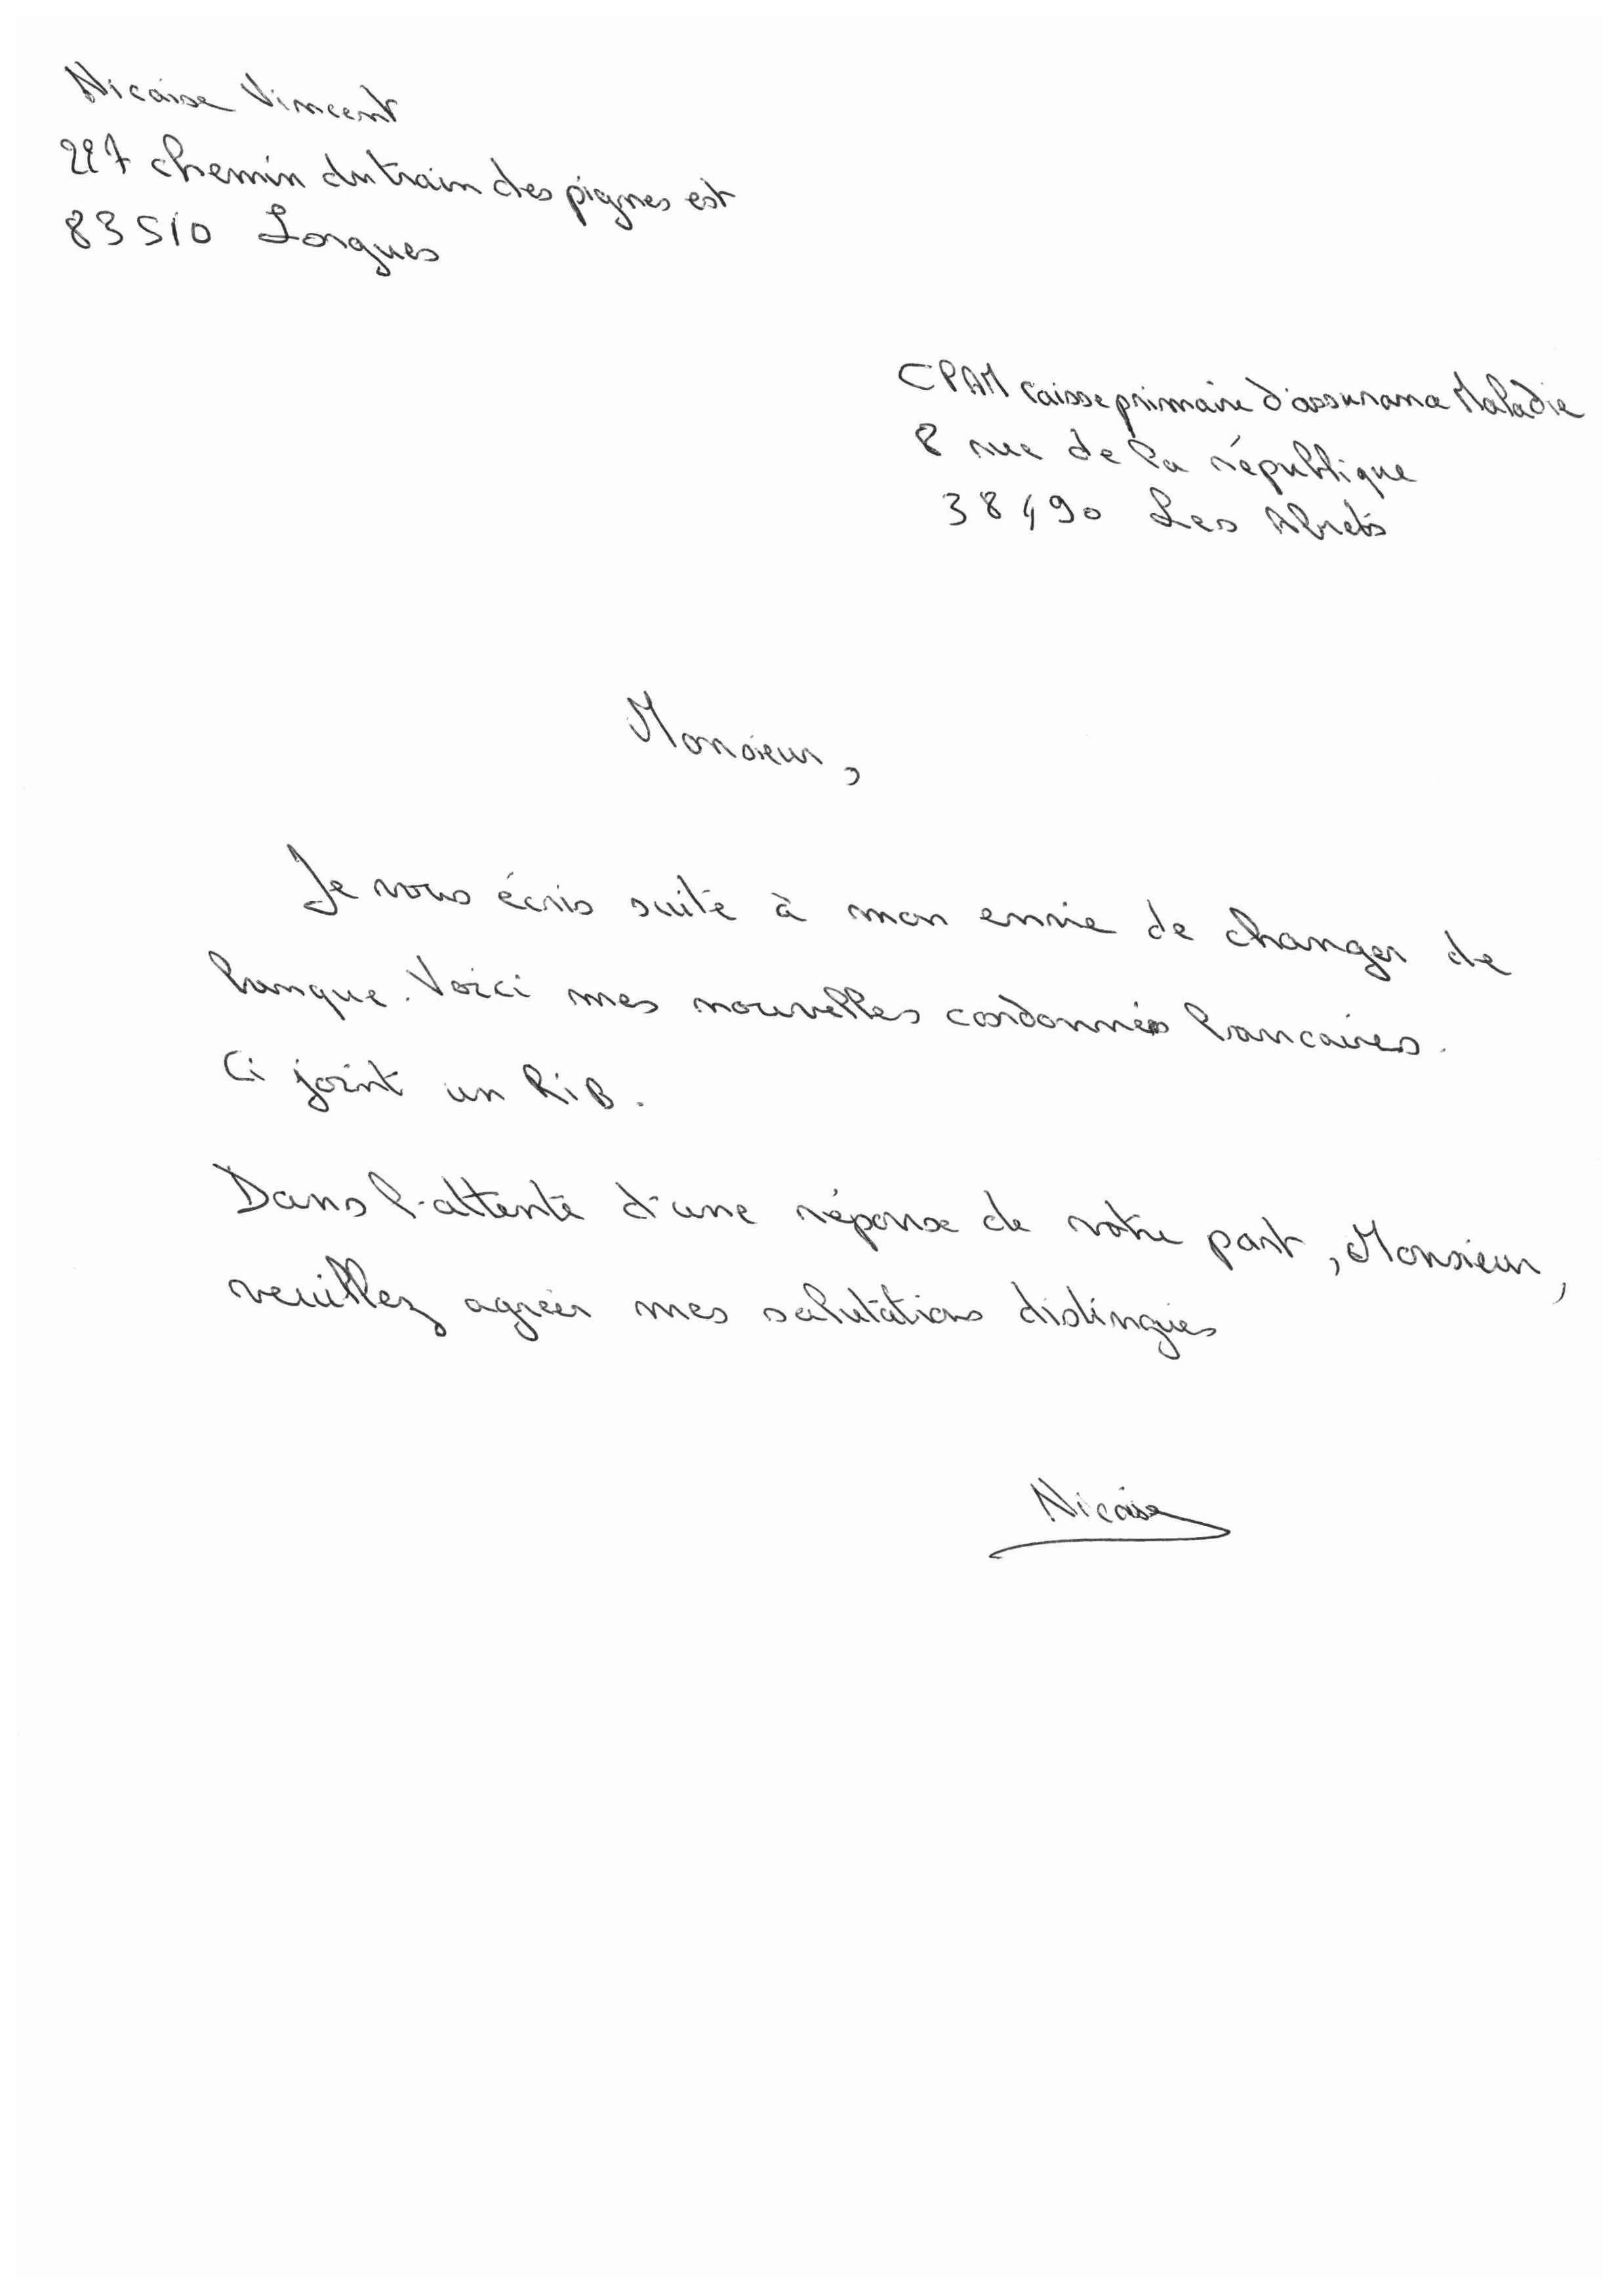 Nicaise Vincent
227 chemin du train des pignes est
83510 Lorgues
CPAM Caisse primaire d'assurance Maladie
8 rue de la république
38490 Les Abrets
Monsieur,
Je vous écris suite à mon envie de changer de
banque. Voici mes nouvelles coordonnées bancaires.
Ci joint un RiB.
Dans l'attente d'une réponse de votre part, Monsieur,
veuillez agréer mes salutations distingués
Nicaise